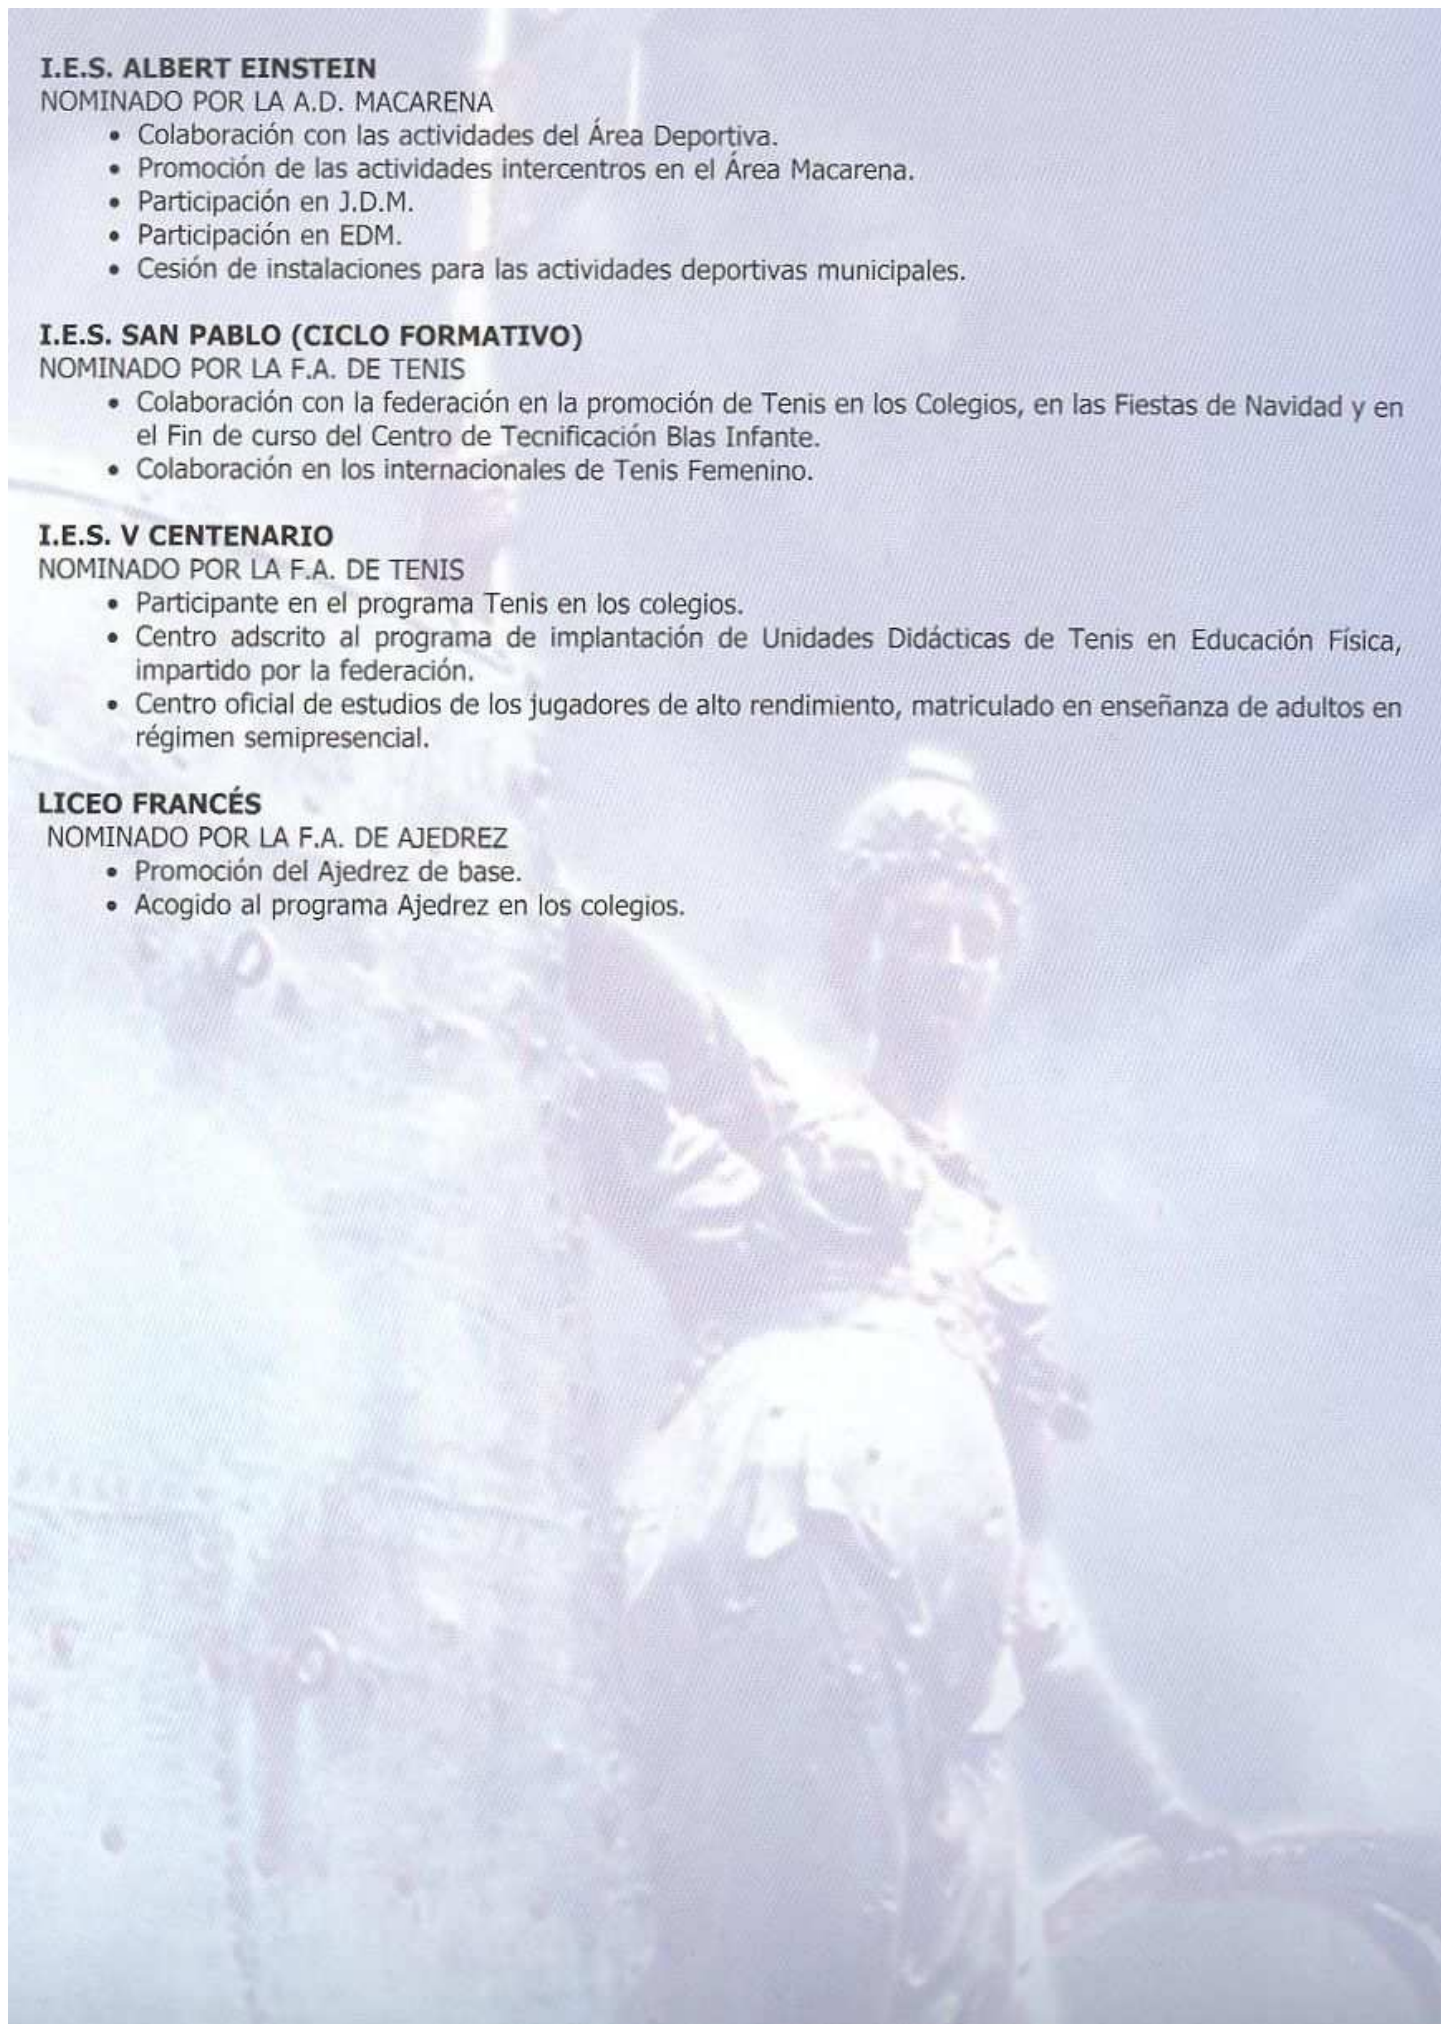 I.E.S. ALBERT EINSTEIN
NOMINADO POR LA A.D. MACARENA
• Colaboración con las actividades del Área Deportiva.
• Promoción de las actividades intercentros en el Área Macarena.
• Participación en J.D.M.
• Participación en EDM.
• Cesión de instalaciones para las actividades deportivas municipales.
I.E.S. SAN PABLO (CICLO FORMATIVO)
NOMINADO POR LA F.A. DE TENIS
• Colaboración con la federación en la promoción de Tenis en los Colegios, en las Fiestas de Navidad y en
el Fin de curso del Centro de Tecnificación Blas Infante.
• Colaboración en los internacionales de Tenis Femenino.
I.E.S. V CENTENARIO
NOMINADO POR LA F.A. DE TENIS
• Participante en el programa Tenis en los colegios.
• Centro adscrito al programa de implantación de Unidades Didácticas de Tenis en Educación Física,
impartido por la federación.
• Centro oficial de estudios de los jugadores de alto rendimiento, matriculado en enseñanza de adultos en
régimen semipresencial.
LICEO FRANCÉS
NOMINADO POR LA F.A. DE AJEDREZ
• Promoción del Ajedrez de base.
• Acogido al programa Ajedrez en los colegios.